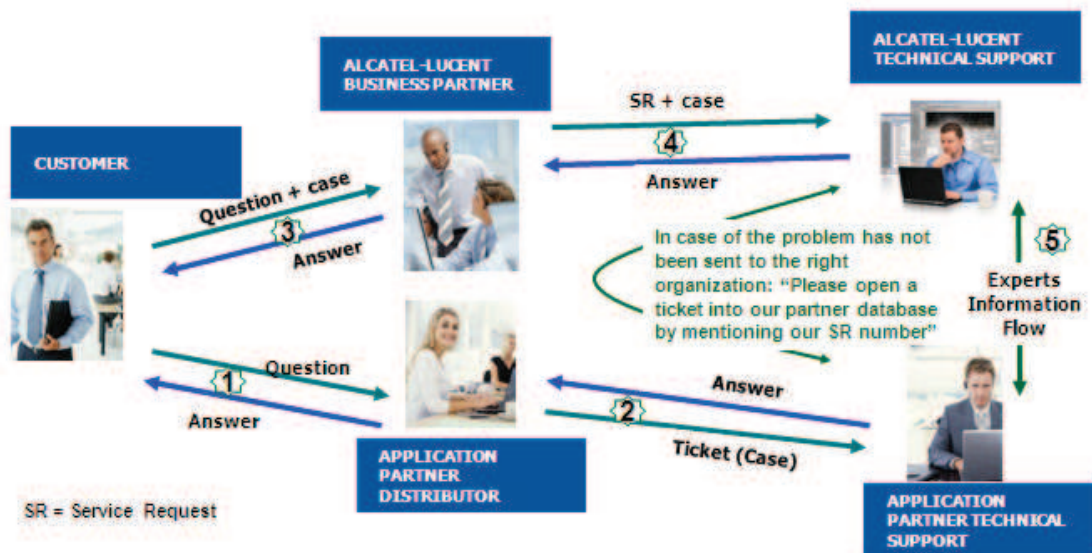 ALCATEL-LUCENT
BUSINESS PARTNER
ALCATEL-LUCENT
TECHNICAL SUPPORT
CUSTOMER
SR + case
4
Answer
Question + case
3
Answer
In case of the problem has not
been sent to the right
organization: “Please open a
ticket into our partner database
by mentioning our SR number”
5
Experts
Information
Flow
Question
1
Answer
Answer
2
Ticket (Case)
APPLICATION
PARTNER
DISTRIBUTOR
APPLICATION
PARTNER TECHNICAL
SUPPORT
SR = Service Request